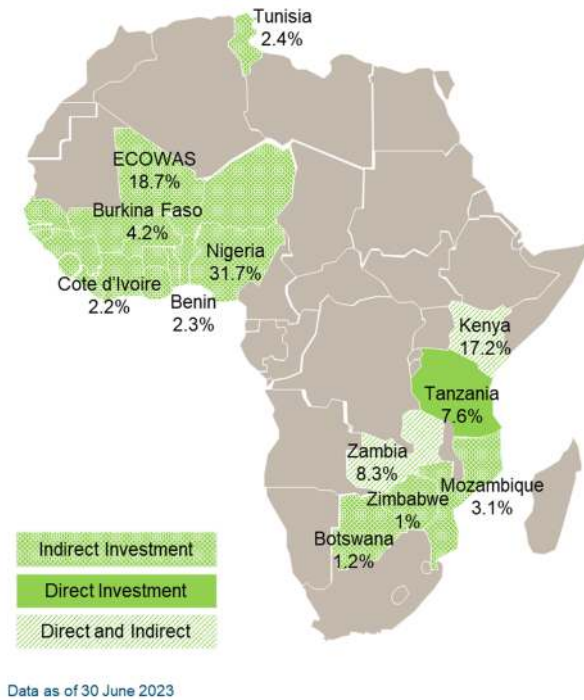 Tunisia
2.4%
ECOWAS
18.7%
Burkina Faso
4.2%
Nigeria
31.7%
Cote d'Ivoire
2.2%
Benin
2.3%
Kenya
17.2%
Tanzania
7.6%
Zambia
8.3%
Mozambique
3.1%
Zimbabwe
1%
Botswana
1.2%
Indirect Investment
Direct Investment
Direct and Indirect
Data as of 30 June 2023